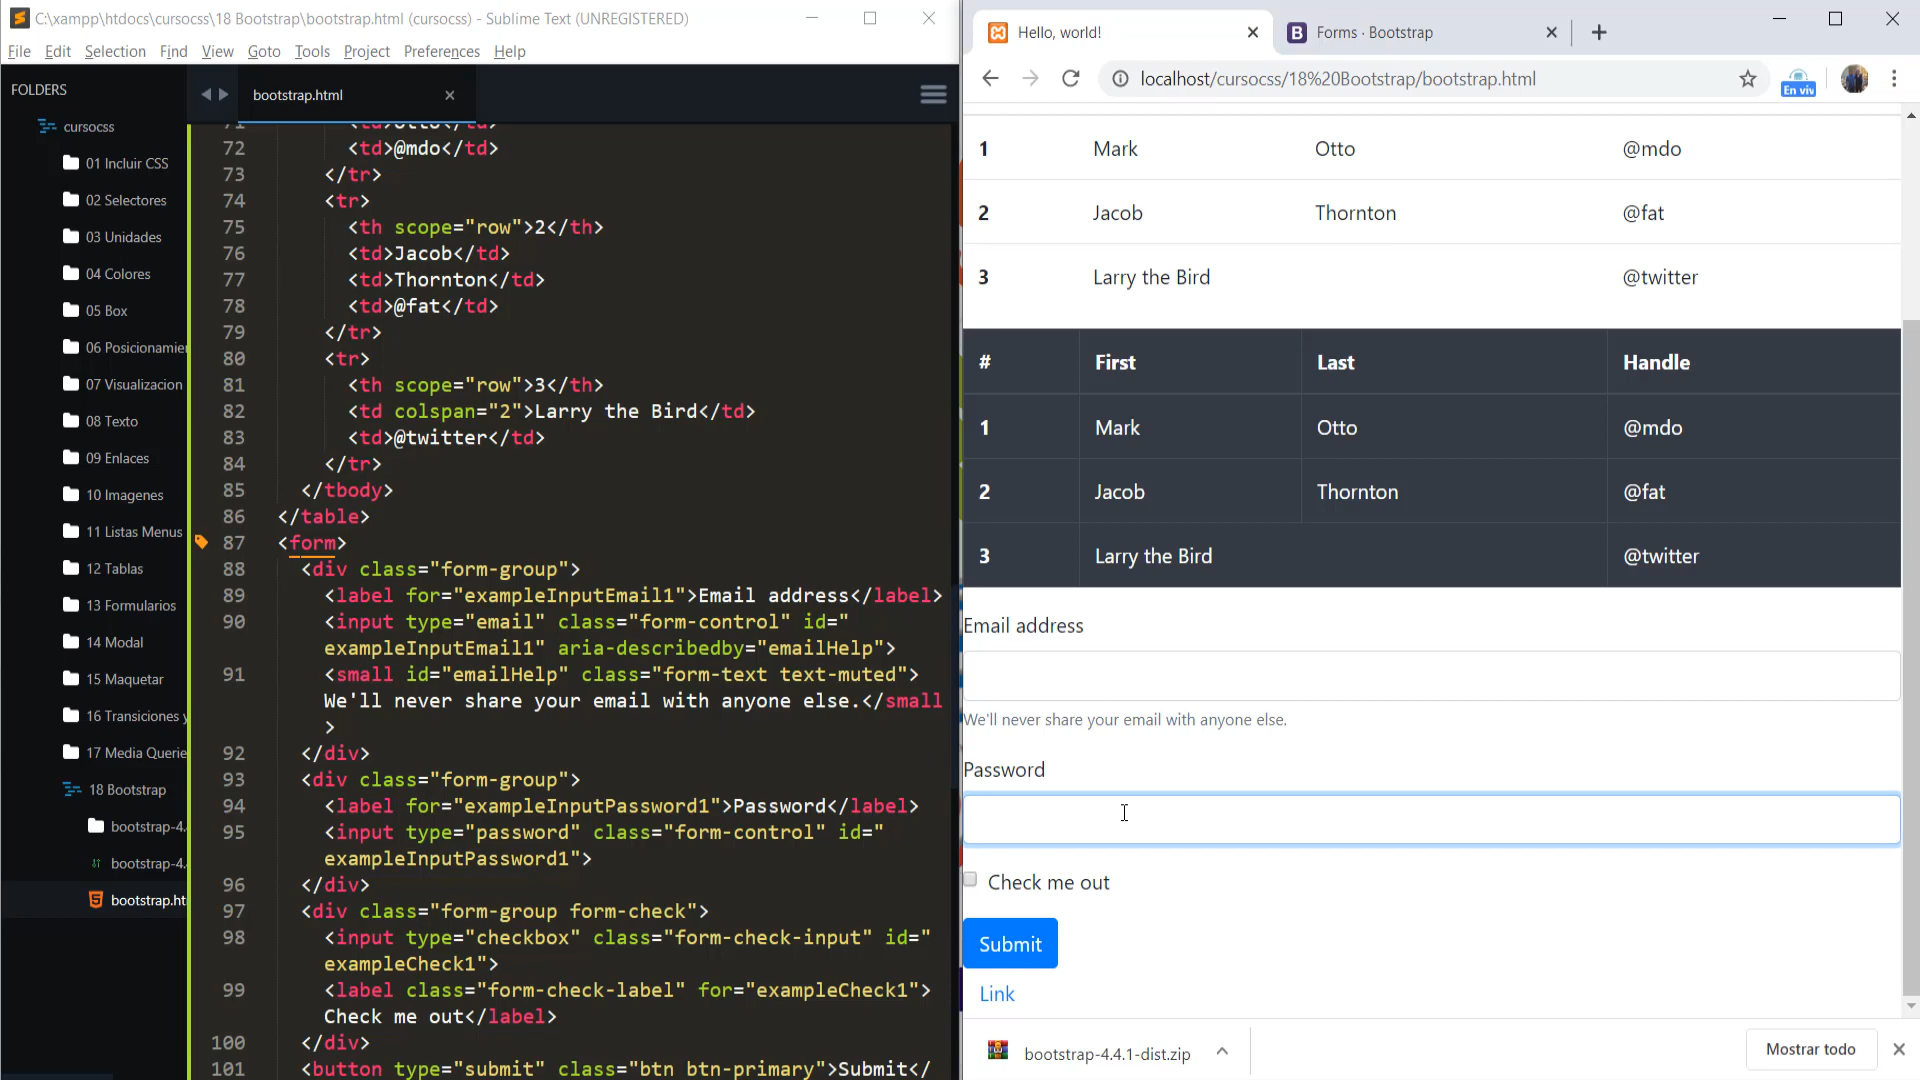 C:\xampp\htdocs\cursocss\18 Bootstrap\bootstrap.html (cursocss) - Sublime Text (UNREGISTERED)
File Edit Selection Find View Goto Tools Project Preferences Help
FOLDERS
cursocss
01 Incluir CSS
02 Selectores
03 Unidades
04 Colores
05 Box
06 Posicionamie
07 Visualizacion
08 Texto
09 Enlaces
10 Imagenes
11 Listas Menus
12 Tablas
13 Formularios
14 Modal
15 Maquetar
16 Transiciones y
17 Media Querie
18 Bootstrap
bootstrap-4.
bootstrap-4.
bootstrap.ht
bootstrap.html
72 <td>@mdo</td>
73 </tr>
74 <tr>
75 <th scope="row">2</th>
76 <td>Jacob</td>
77 <td>Thornton</td>
78 <td>@fat</td>
79 </tr>
80 <tr>
81 <th scope="row">3</th>
82 <td colspan="2">Larry the Bird</td>
83 <td>@twitter</td>
84 </tr>
85 </tbody>
86 </table>
87 <form>
88 <div class="form-group">
89 <label for="exampleInputEmail1">Email address</label>
90 <input type="email" class="form-control" id="
exampleInputEmail1" aria-describedby="emailHelp">
91 <small id="emailHelp" class="form-text text-muted">
We'll never share your email with anyone else.</small
>
92 </div>
93 <div class="form-group">
94 <label for="exampleInputPassword1">Password</label>
95 <input type="password" class="form-control" id="
exampleInputPassword1">
96 </div>
97 <div class="form-group form-check">
98 <input type="checkbox" class="form-check-input" id="
exampleCheck1">
99 <label class="form-check-label" for="exampleCheck1">
Check me out</label>
100 </div>
101 <button type="submit" class="btn btn-primary">Submit</
Hello, world!
Forms · Bootstrap
localhost/cursocss/18%20Bootstrap/bootstrap.html
En viv
1 Mark Otto @mdo
2 Jacob Thornton @fat
3 Larry the Bird @twitter
# First Last Handle
1 Mark Otto @mdo
2 Jacob Thornton @fat
3 Larry the Bird @twitter
Email address
We'll never share your email with anyone else.
Password
Check me out
Submit
Link
bootstrap-4.4.1-dist.zip
Mostrar todo